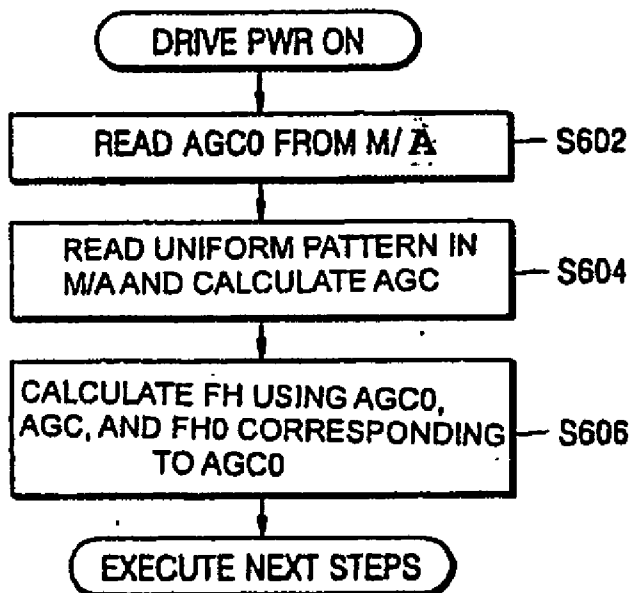 DRIVE PWR ON
READ AGC0 FROM M/A
S602
READ UNIFORM PATTERN IN
M/A AND CALCULATE AGC
S604
CALCULATE FH USING AGC0,
AGC, AND FH0 CORRESPONDING
TO AGC0
S606
EXECUTE NEXT STEPS